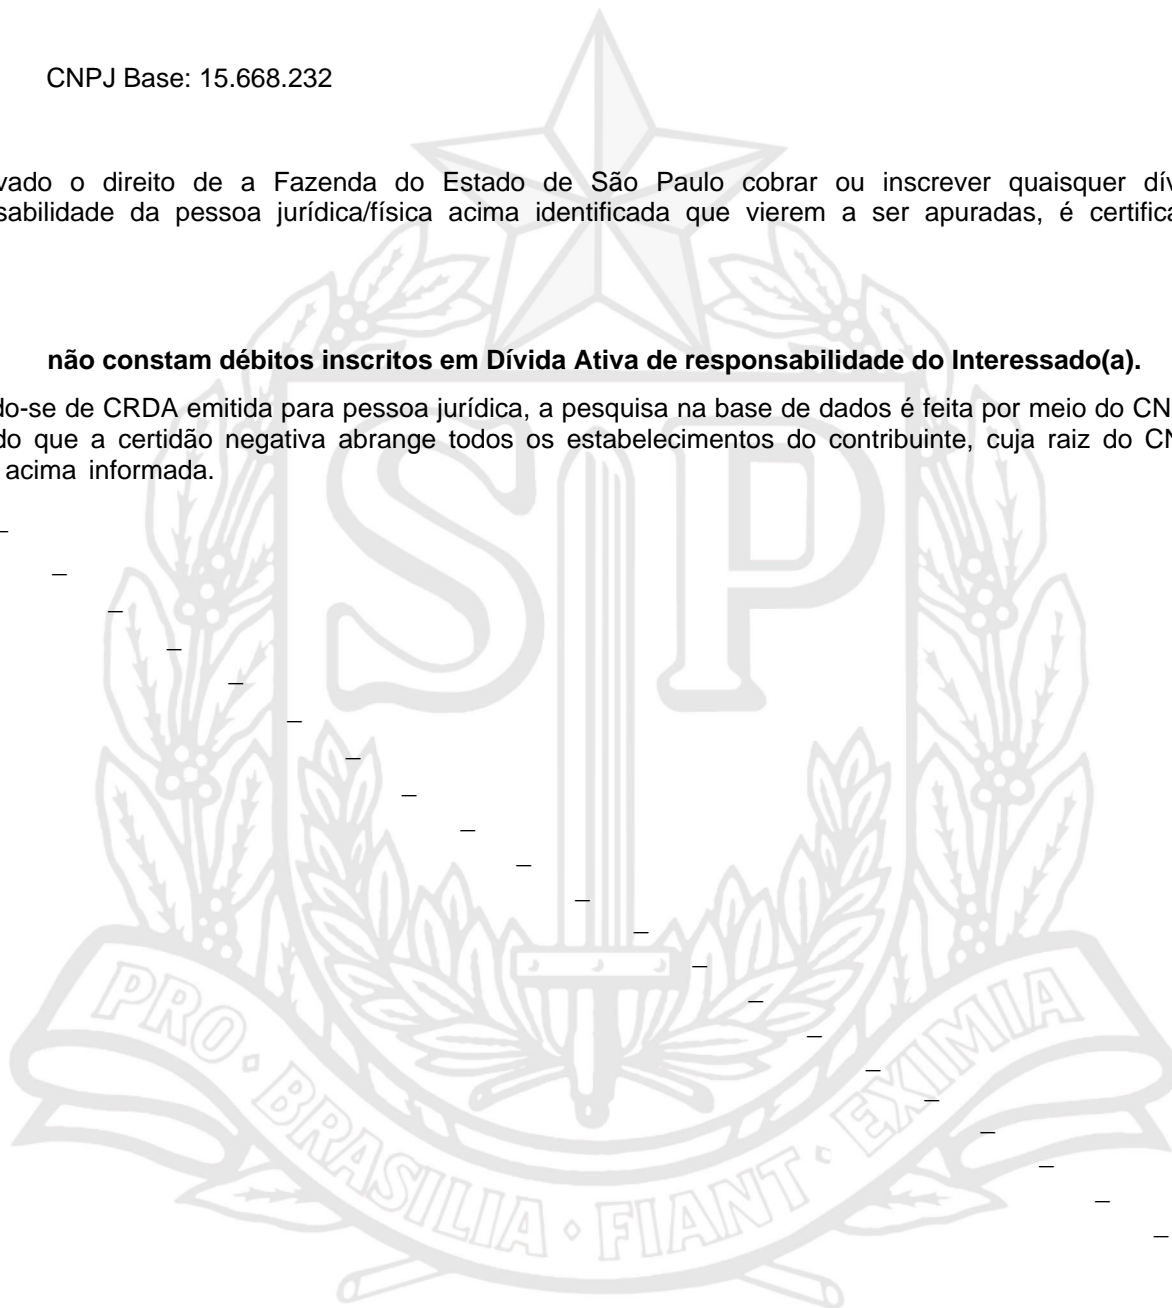 CNPJ Base: 15.668.232
vado o direito de a Fazenda do Estado de São Paulo cobrar ou inscrever quaisquer dív
sabilidade da pessoa jurídica/física acima identificada que vierem a ser apuradas, é certifica
não constam débitos inscritos em Dívida Ativa de responsabilidade do Interessado(a).
do-se de CRDA emitida para pessoa jurídica, a pesquisa na base de dados é feita por meio do CN
do que a certidão negativa abrange todos os estabelecimentos do contribuinte, cuja raiz do CN
acima informada.
SP
PRO • BRASILIA • FIANT • EXIMIA